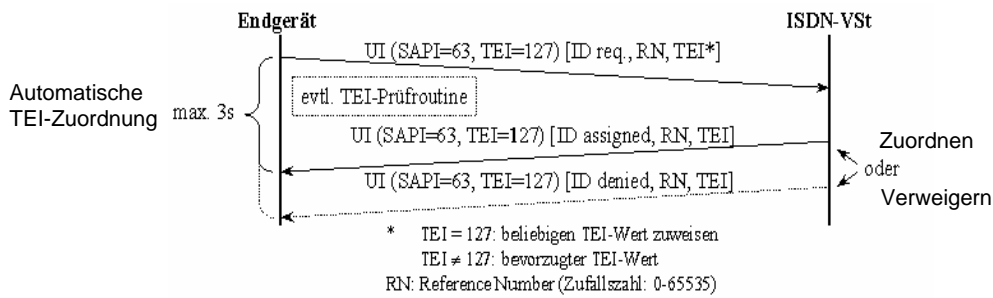 Endgerät
ISDN-VSt
UI (SAPI=63, TEI=127) [ID req., RN, TEI*]
evtl. TEI-Prüfroutine
Automatische
TEI-Zuordnung
max. 3s
UI (SAPI=63, TEI=127) [ID assigned, RN, TEI]
Zuordnen
oder
Verweigern
UI (SAPI=63, TEI=127) [ID denied, RN, TEI]
* TEI = 127: beliebigen TEI-Wert zuweisen
TEI ≠ 127: bevorzugter TEI-Wert
RN: Reference Number (Zufallszahl: 0-65535)